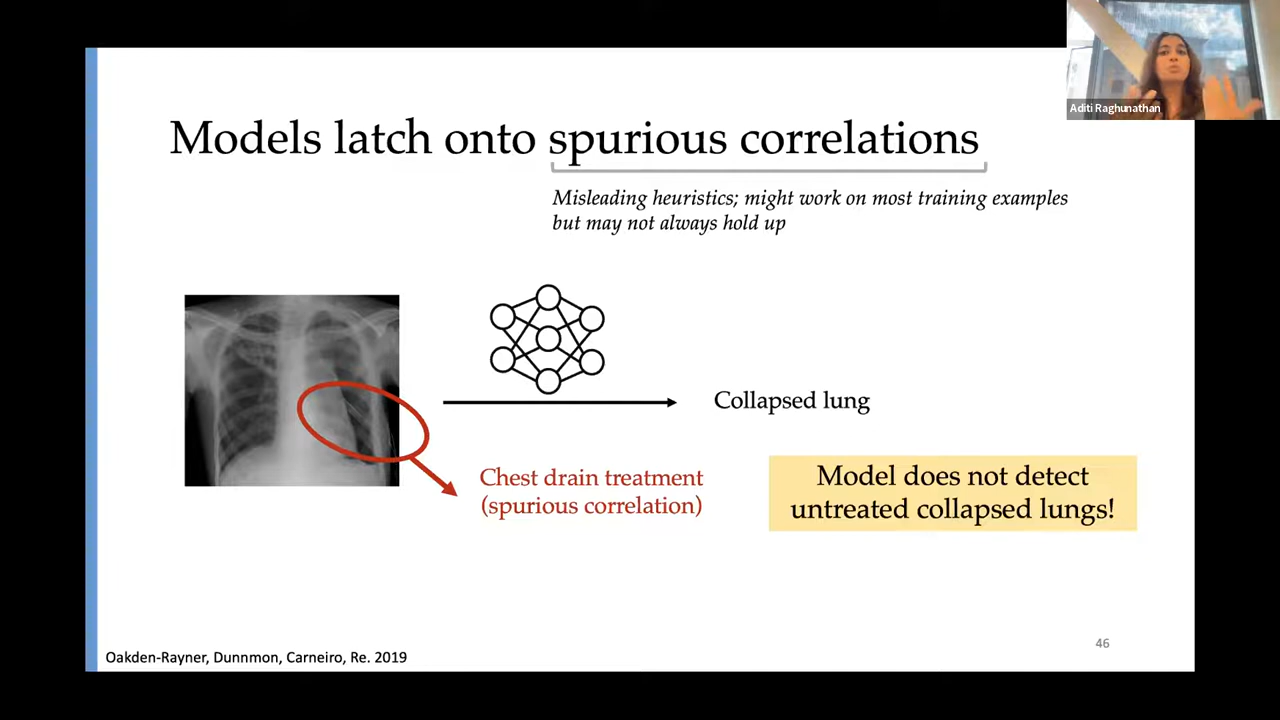 Aditi Raghunathan
Models latch onto spurious correlations
Misleading heuristics; might work on most training examples
but may not always hold up
Collapsed lung
Chest drain treatment
(spurious correlation)
Model does not detect
untreated collapsed lungs!
46
Oakden-Rayner, Dunnmon, Carneiro, Re. 2019